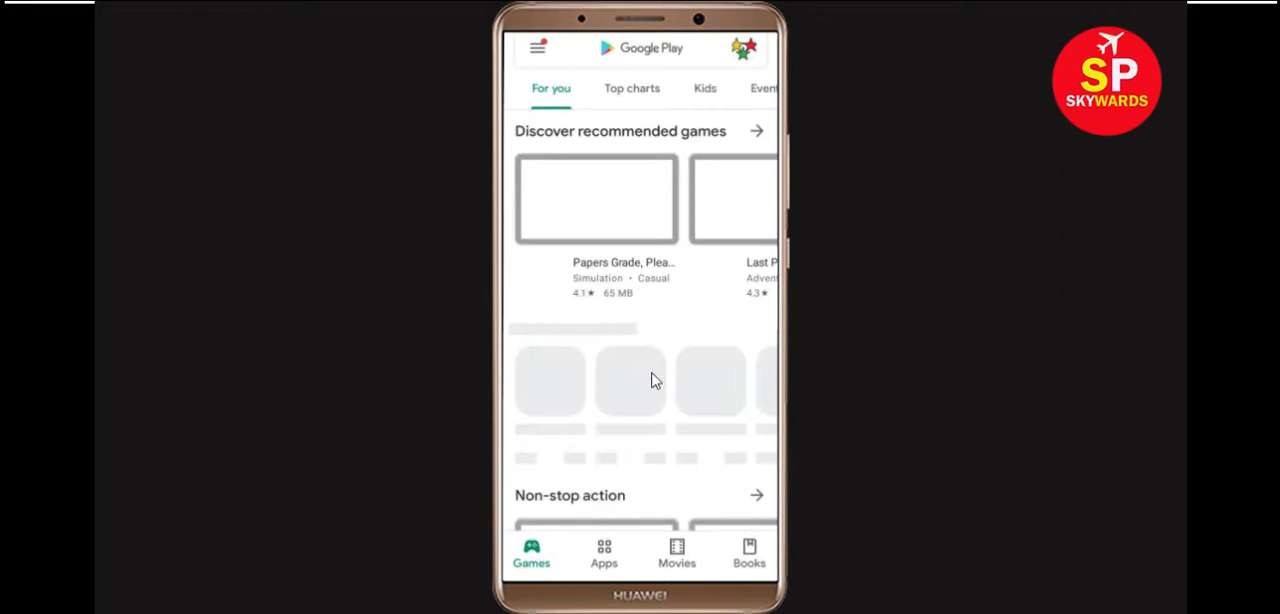 Google Play
SP
SKYWARDS
For you Top charts Kids Event
Discover recommended games
Papers Grade, Plea... Last P
Simulation • Casual Adven
4.1★ 65 MB 4.3★
Non-stop action
Games Apps Movies Books
HUAWEI